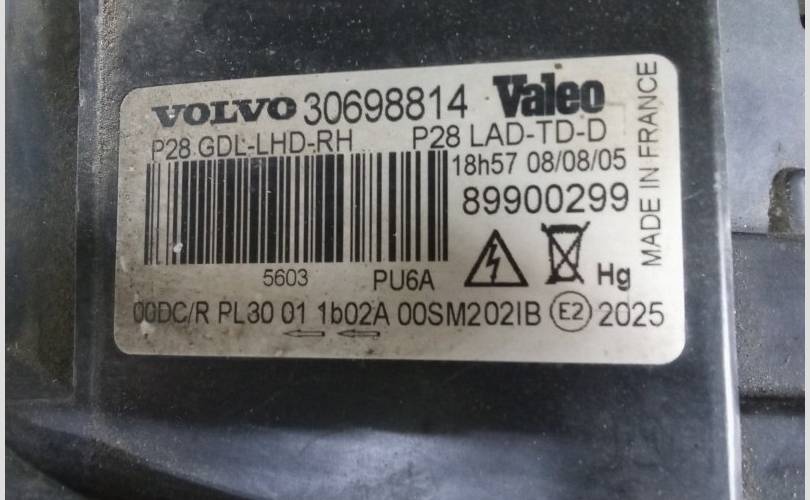 VOLVO 30698814 Valeo
P28 GDL-LHD-RH P28 LAD-TD-D
18h57 08/08/05
89900299
MADE IN FRANCE
Hg
5603 PU6A
00DC/R PL30 01 1b02A 00SM202IB E2 2025